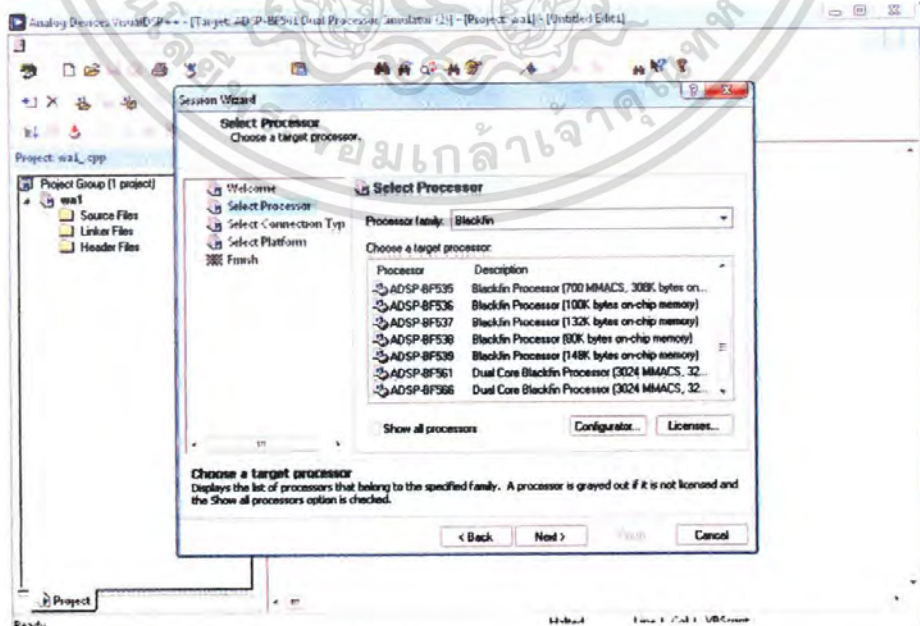 Analog Devices VisualDSP++ - [Target: ADSP-BF561 Dual Processor Simulator (2)] - [Project: wa1] - [Untitled Edit1]
Session Wizard
Select Processor
Choose a target processor.
Project: wa1_cpp
Project Group (1 project)
wa1
Source Files
Linker Files
Header Files
Welcome
Select Processor
Select Connection Typ
Select Platform
Finish
Select Processor
Processor family: Blackfin
Choose a target processor:
Processor Description
ADSP-BF535 Blackfin Processor (700 MMACS, 308K bytes on...
ADSP-BF536 Blackfin Processor (100K bytes on-chip memory)
ADSP-BF537 Blackfin Processor (132K bytes on-chip memory)
ADSP-BF538 Blackfin Processor (80K bytes on-chip memory)
ADSP-BF539 Blackfin Processor (148K bytes on-chip memory)
ADSP-BF561 Dual Core Blackfin Processor (3024 MMACS, 32...
ADSP-BF566 Dual Core Blackfin Processor (3024 MMACS, 32...
Show all processors
Configurator... Licenses...
Choose a target processor
Displays the list of processors that belong to the specified family. A processor is grayed out if it is not licensed and
the Show all processors option is checked.
< Back Next > Finish Cancel
Project
Ready
Halted Line 1, Col 1 VBScript